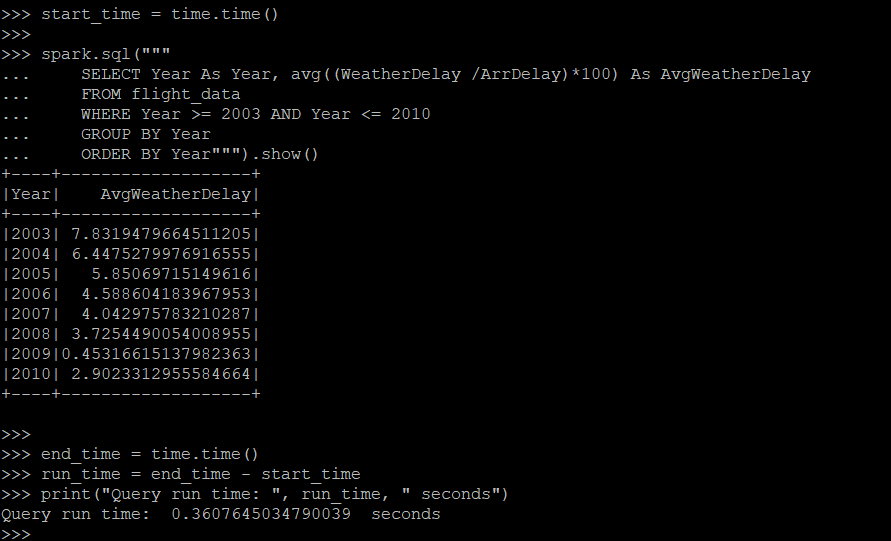 >>> start_time = time.time()
>>>
>>> spark.sql("""
...     SELECT Year As Year, avg((WeatherDelay /ArrDelay)*100) As AvgWeatherDelay
...     FROM flight_data
...     WHERE Year >= 2003 AND Year <= 2010
...     GROUP BY Year
...     ORDER BY Year""").show()
+----+-------------------+
|Year|    AvgWeatherDelay|
+----+-------------------+
|2003| 7.8319479664511205|
|2004| 6.4475279976916555|
|2005|   5.85069715149616|
|2006|  4.588604183967953|
|2007|  4.042975783210287|
|2008| 3.7254490054008955|
|2009|0.45316615137982363|
|2010| 2.9023312955584664|
+----+-------------------+
>>>
>>> end_time = time.time()
>>> run_time = end_time - start_time
>>> print("Query run time: ", run_time, " seconds")
Query run time:  0.3607645034790039  seconds
>>>